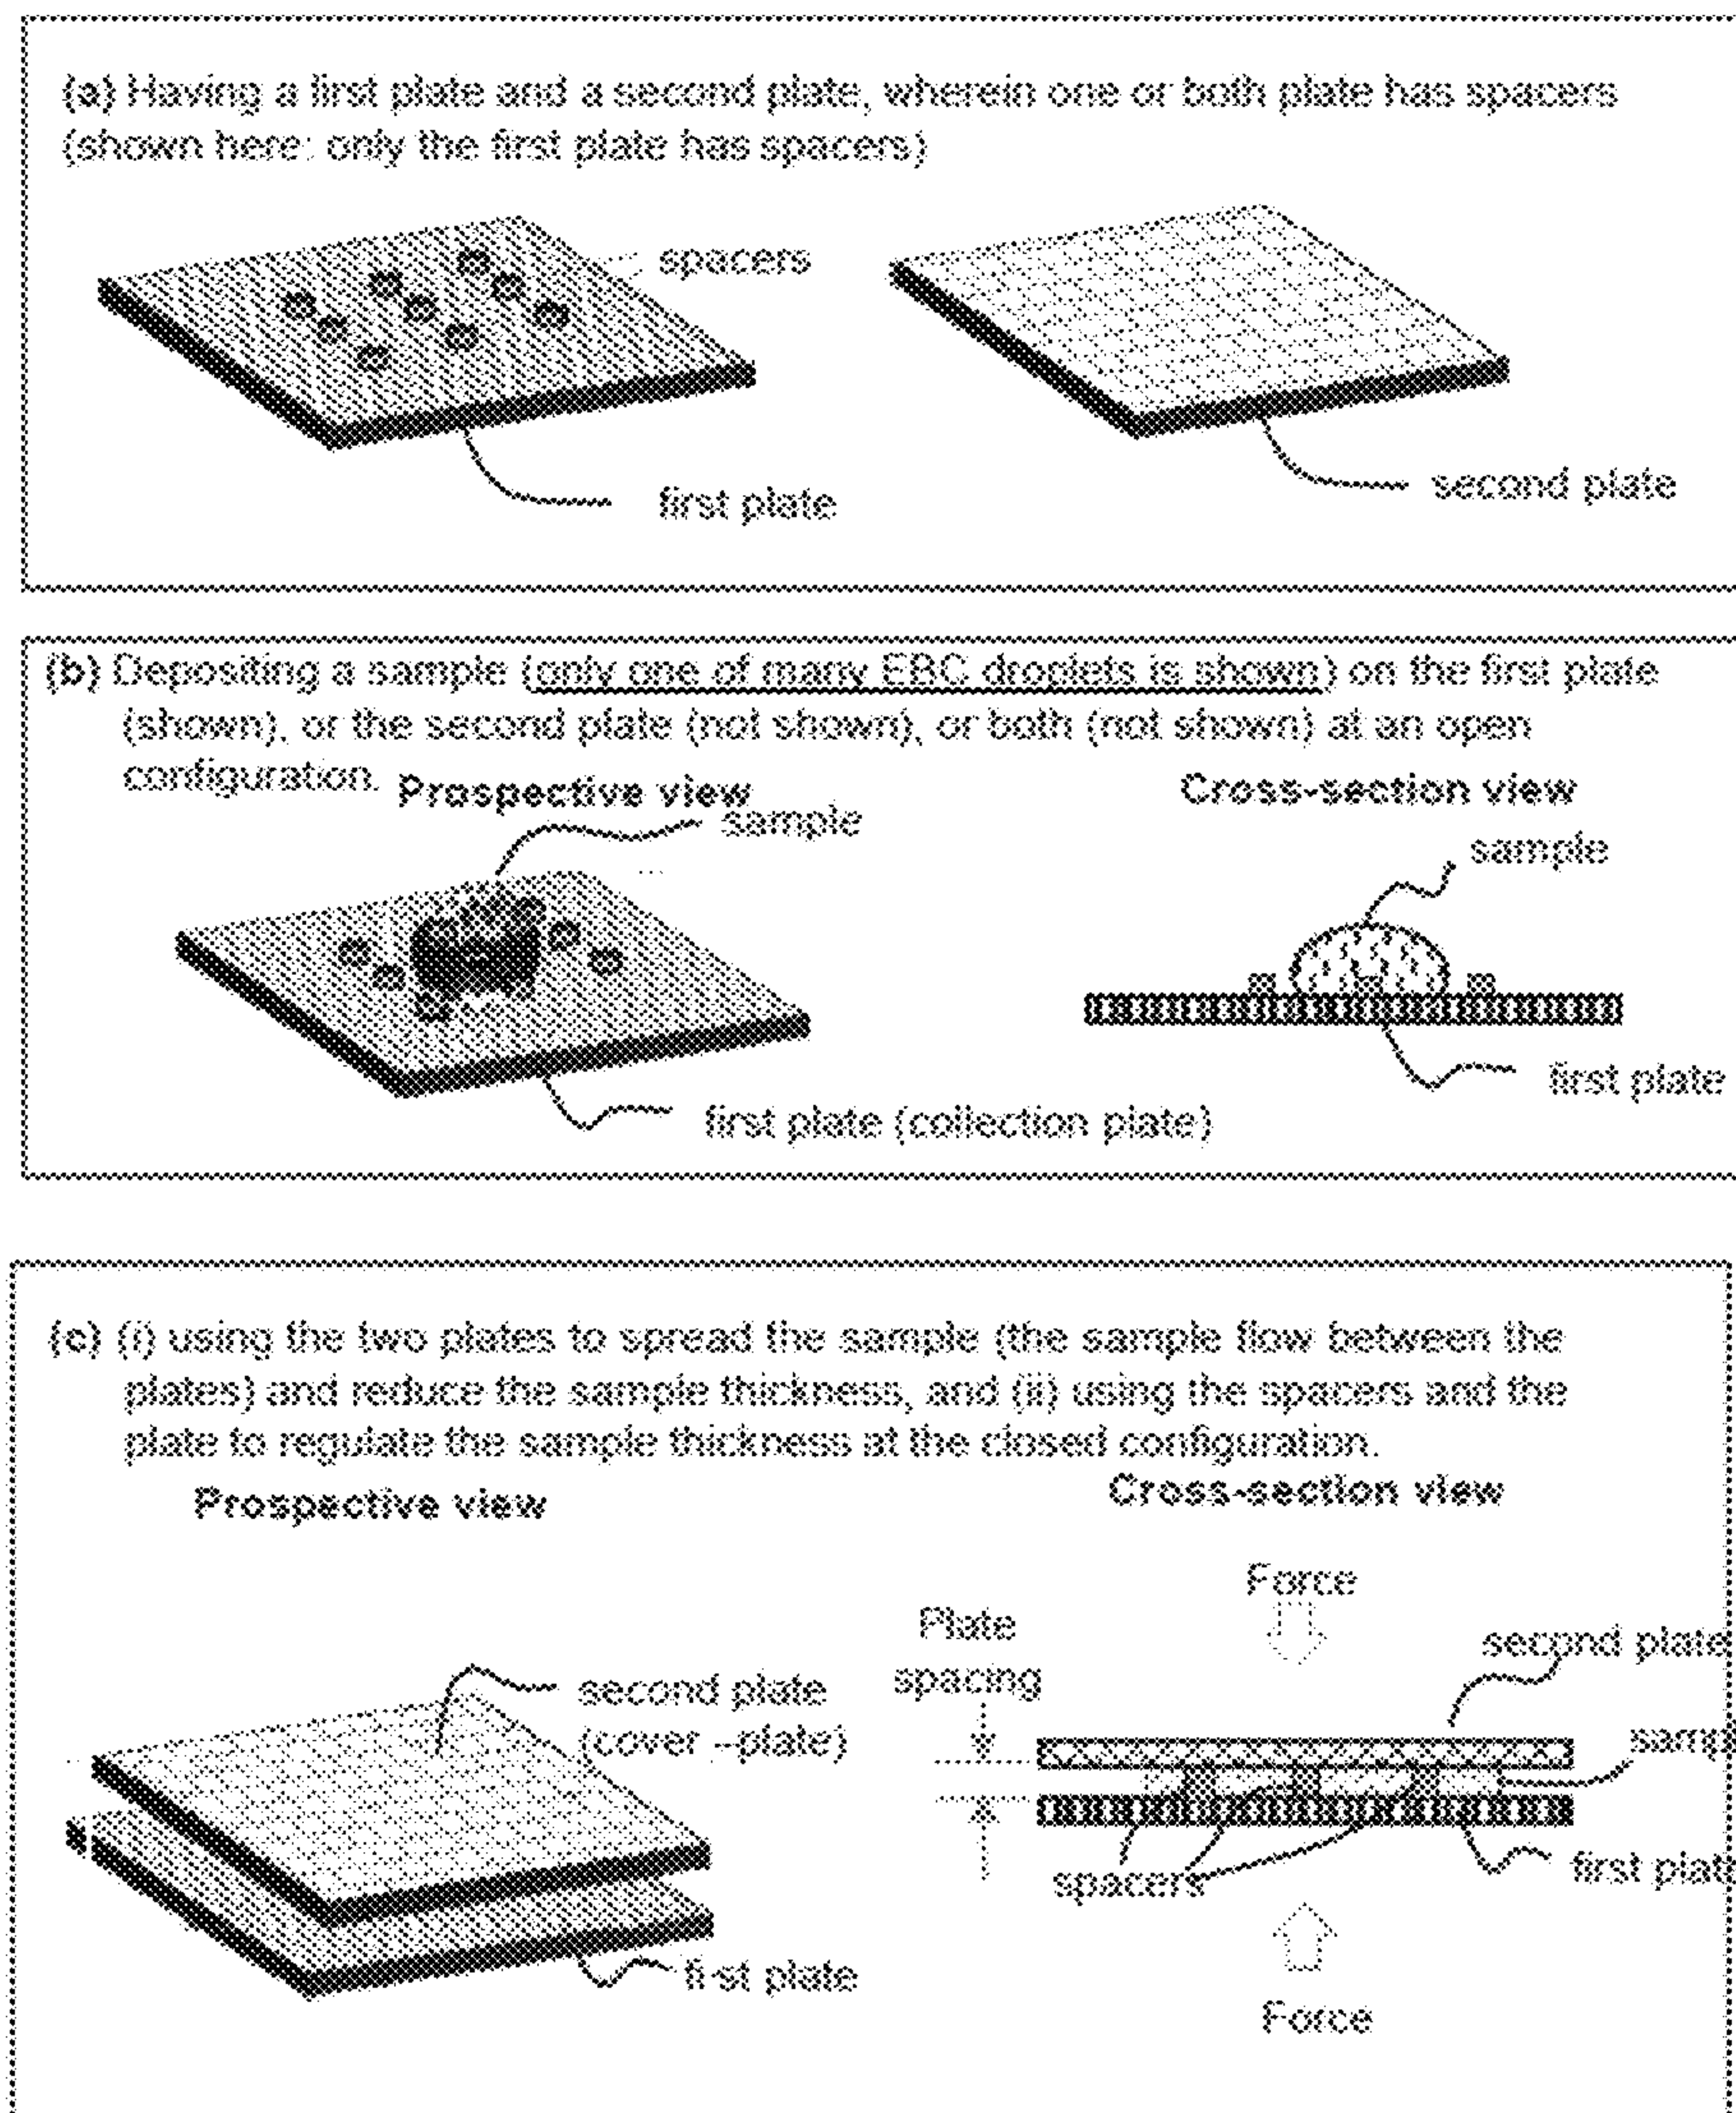 (a) Having a first plate and a second plate, wherein one or both plate has spacers
(shown here: only the first plate has spacers)
spacers
first plate
second plate
(b) Depositing a sample (only one of many EBC droplets is shown) on the first plate
(shown), or the second plate (not shown), or both (not shown) at an open
configuration.
Prospective view
Cross-section view
sample
sample
first plate
first plate (collection plate)
(c) (i) using the two plates to spread the sample (the sample flow between the
plates) and reduce the sample thickness, and (ii) using the spacers and the
plate to regulate the sample thickness at the closed configuration.
Prospective view
Cross-section view
Force
Plate
spacing
second plate
second plate
(cover -plate)
samp
spacers
first plat
first plate
Force